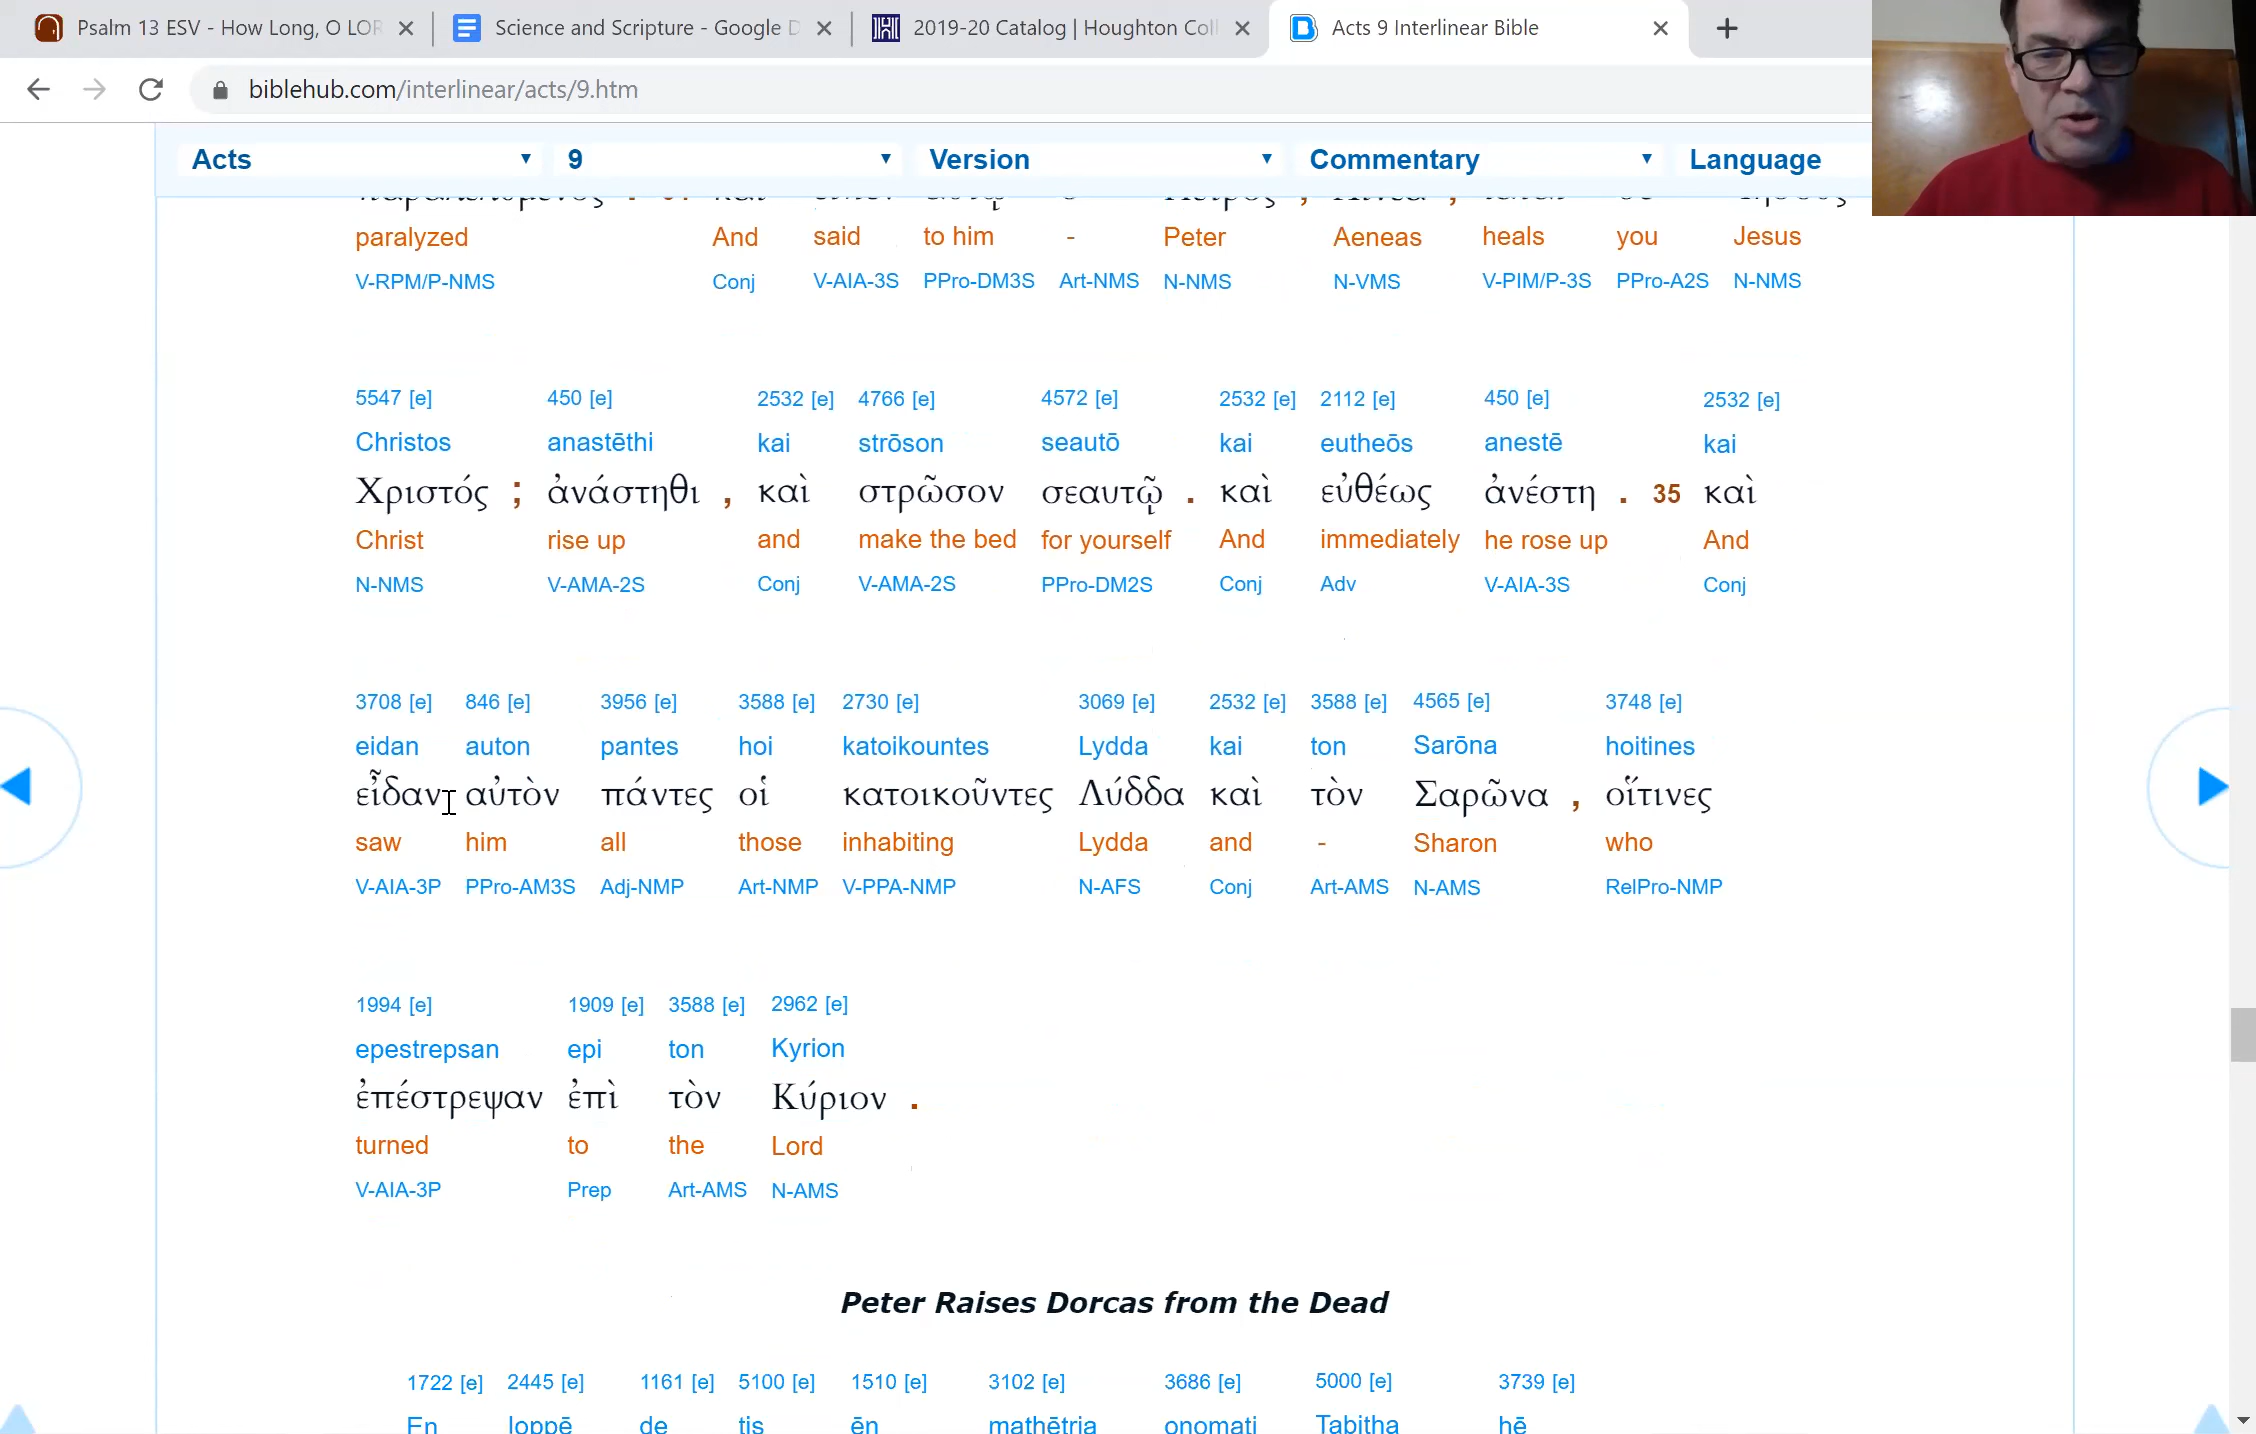 Psalm 13 ESV - How Long, O LOR
Science and Scripture - Google D
2019-20 Catalog | Houghton Coll
Acts 9 Interlinear Bible
biblehub.com/interlinear/acts/9.htm
Acts 9 Version Commentary Language
paralyzed And said to him - Peter Aeneas heals you Jesus
V-RPM/P-NMS Conj V-AIA-3S PPro-DM3S Art-NMS N-NMS N-VMS V-PIM/P-3S PPro-A2S N-NMS
5547 [e] 450 [e] 2532 [e] 4766 [e] 4572 [e] 2532 [e] 2112 [e] 450 [e] 2532 [e]
Christos anastēthi kai strōson seautō kai eutheōs anestē kai
Χριστός ; ἀνάστηθι , καὶ στρῶσον σεαυτῷ . καὶ εὐθέως ἀνέστη . 35 καὶ
Christ rise up and make the bed for yourself And immediately he rose up And
N-NMS V-AMA-2S Conj V-AMA-2S PPro-DM2S Conj Adv V-AIA-3S Conj
3708 [e] 846 [e] 3956 [e] 3588 [e] 2730 [e] 3069 [e] 2532 [e] 3588 [e] 4565 [e] 3748 [e]
eidan auton pantes hoi katoikountes Lydda kai ton Sarōna hoitines
εἶδαν αὐτὸν πάντες οἱ κατοικοῦντες Λύδδα καὶ τὸν Σαρῶνα , οἵτινες
saw him all those inhabiting Lydda and - Sharon who
V-AIA-3P PPro-AM3S Adj-NMP Art-NMP V-PPA-NMP N-AFS Conj Art-AMS N-AMS RelPro-NMP
1994 [e] 1909 [e] 3588 [e] 2962 [e]
epestrepsan epi ton Kyrion
ἐπέστρεψαν ἐπὶ τὸν Κύριον .
turned to the Lord
V-AIA-3P Prep Art-AMS N-AMS
Peter Raises Dorcas from the Dead
1722 [e] 2445 [e] 1161 [e] 5100 [e] 1510 [e] 3102 [e] 3686 [e] 5000 [e] 3739 [e]
En Ioppē de tis ēn mathētria onomati Tabitha hē